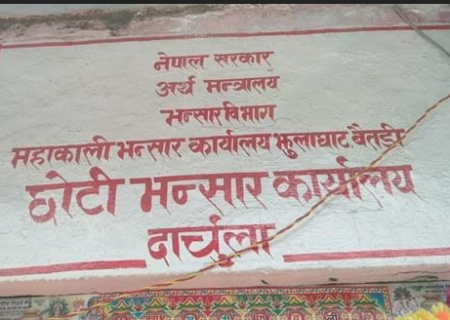 नेपाल सरकार
अर्थ मन्त्रालय
भन्सार विभाग
महाकाली भन्सार कार्यालय झुलाघाट बैतडी
छोटी भन्सार कार्यालय
दार्चुला